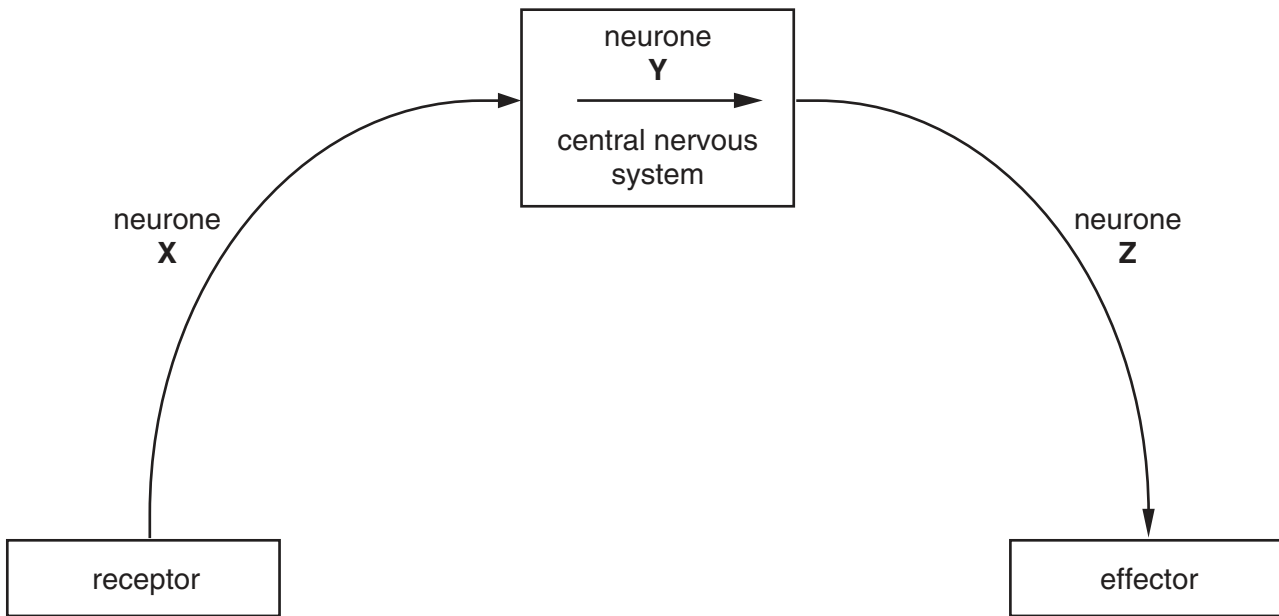 neurone
Y
central nervous
system
neurone
X
neurone
Z
receptor
effector